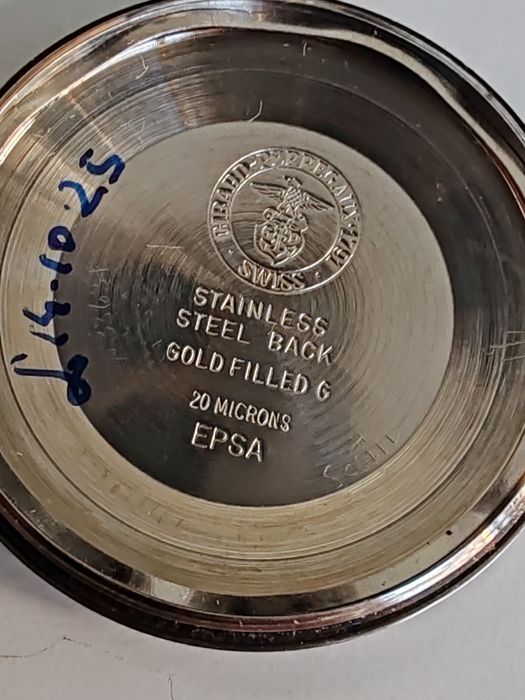 GIRARD-PERREGAUX·1791
·SWISS·
STAINLESS
STEEL BACK
GOLD FILLED G
20 MICRONS
EPSA
14-10-25